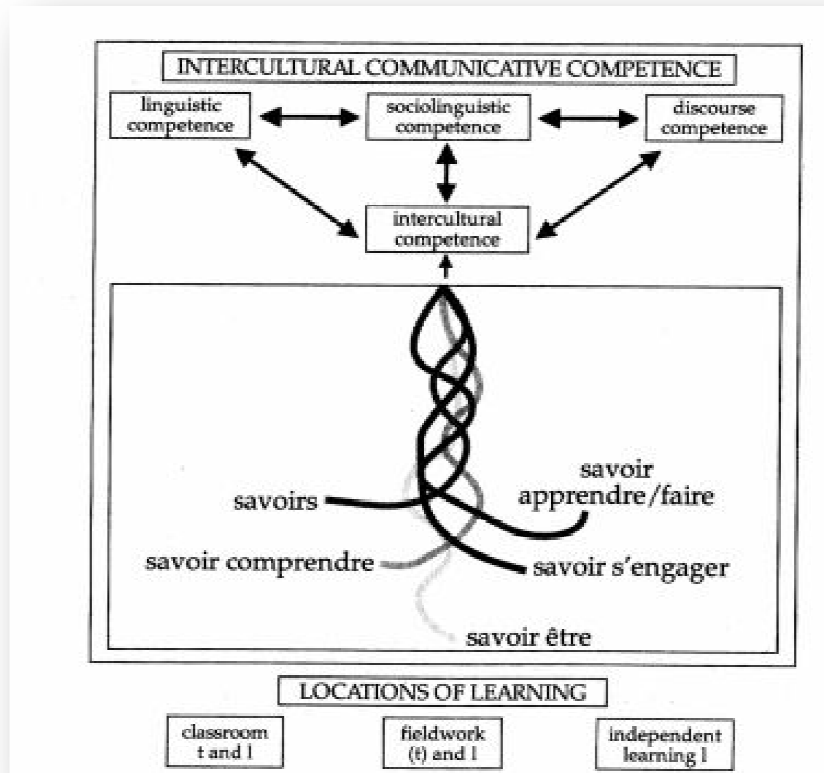 INTERCULTURAL COMMUNICATIVE COMPETENCE
linguistic
competence
sociolinguistic
competence
discourse
competence
intercultural
competence
savoirs
savoir
apprendre/faire
savoir comprendre
savoir s'engager
savoir être
LOCATIONS OF LEARNING
classroom
t and l
fieldwork
(t) and l
independent
learning l